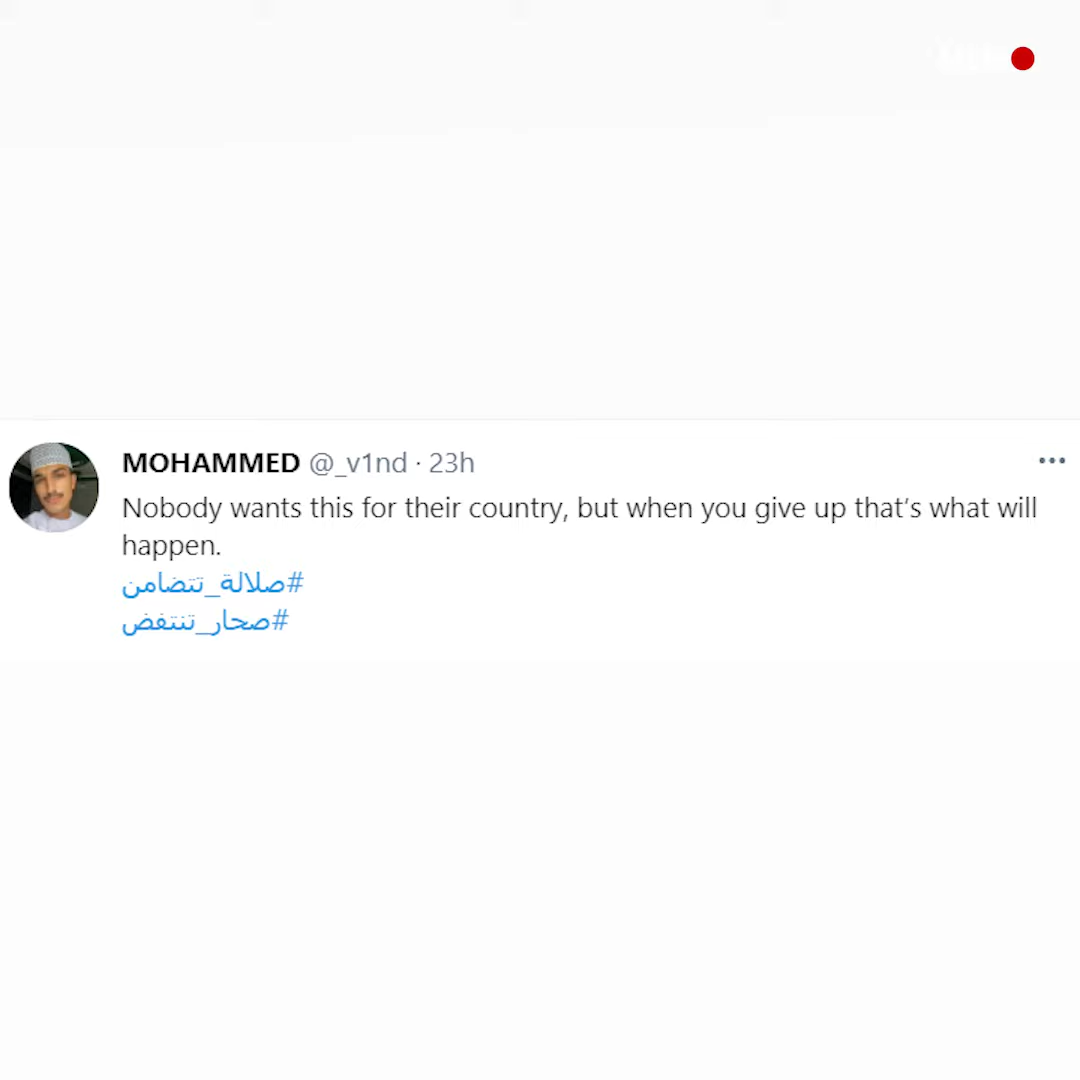 MOHAMMED @_v1nd · 23h
Nobody wants this for their country, but when you give up that’s what will
happen.
#صلالة_تتضامن
#صحار_تنتفض